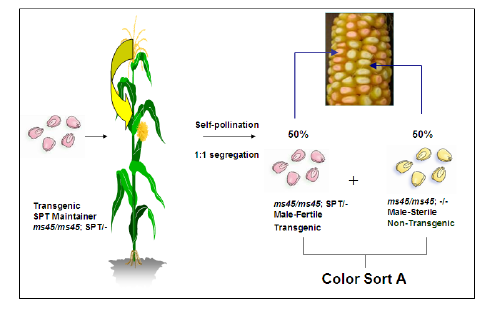 Self-pollination
1:1 segregation
50%
50%
+
Transgenic
SPT Maintainer
ms45/ms45; SPT/-
ms45/ms45; SPT/-
Male-Fertile
Transgenic
ms45/ms45; -/-
Male-Sterile
Non-Transgenic
Color Sort A